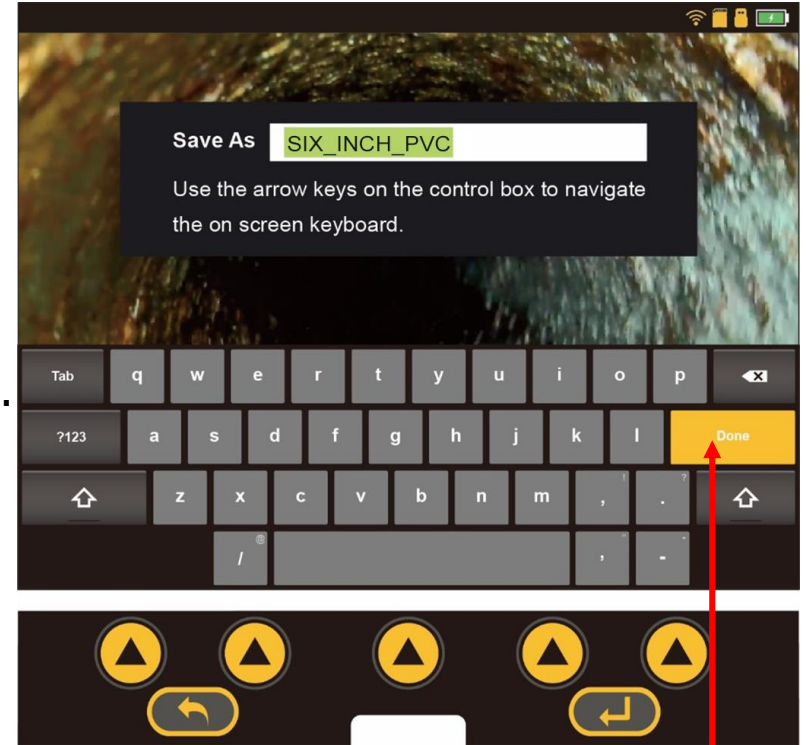 Save As SIX_INCH_PVC
Use the arrow keys on the control box to navigate
the on screen keyboard.
Tab q w e r t y u i o p
.
?123 a s d f g h j k l Done
z x c v b n m , ! . ?
/ @ , " - -